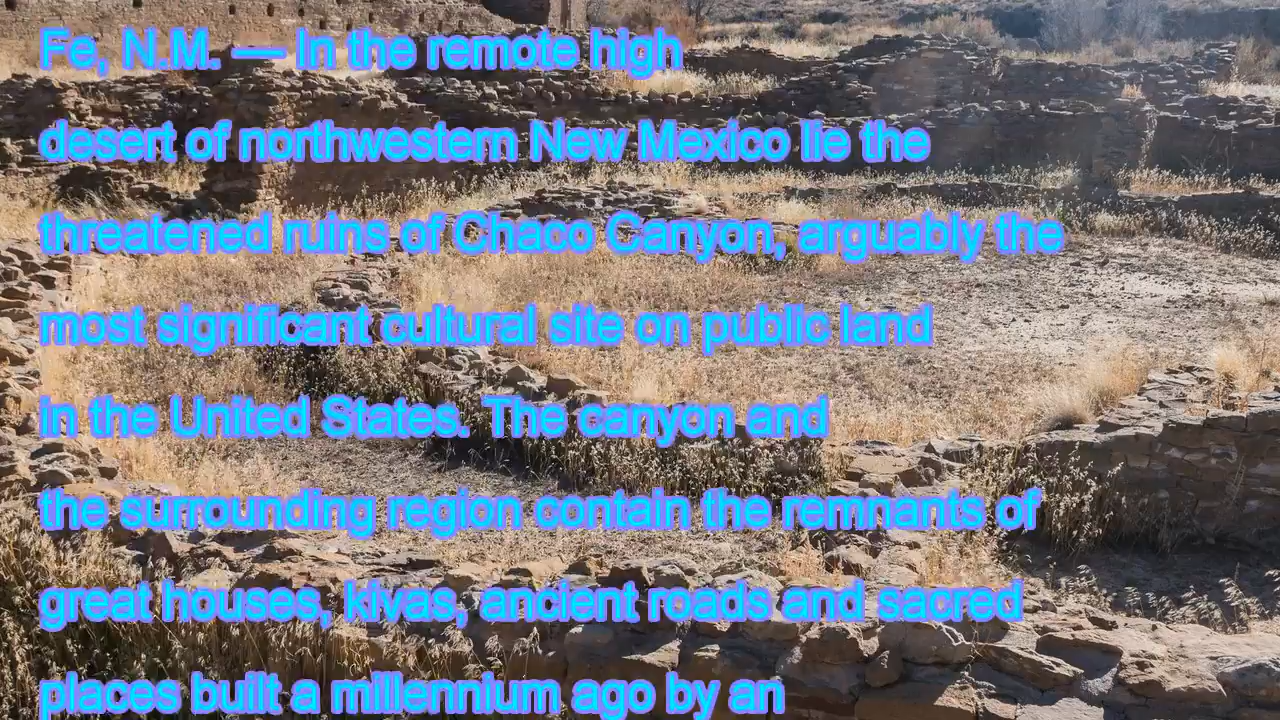 Fe, N.M. — In the remote high
desert of northwestern New Mexico lie the
threatened ruins of Chaco Canyon, arguably the
most significant cultural site on public land
in the United States. The canyon and
the surrounding region contain the remnants of
great houses, kivas, ancient roads and sacred
places built a millennium ago by an